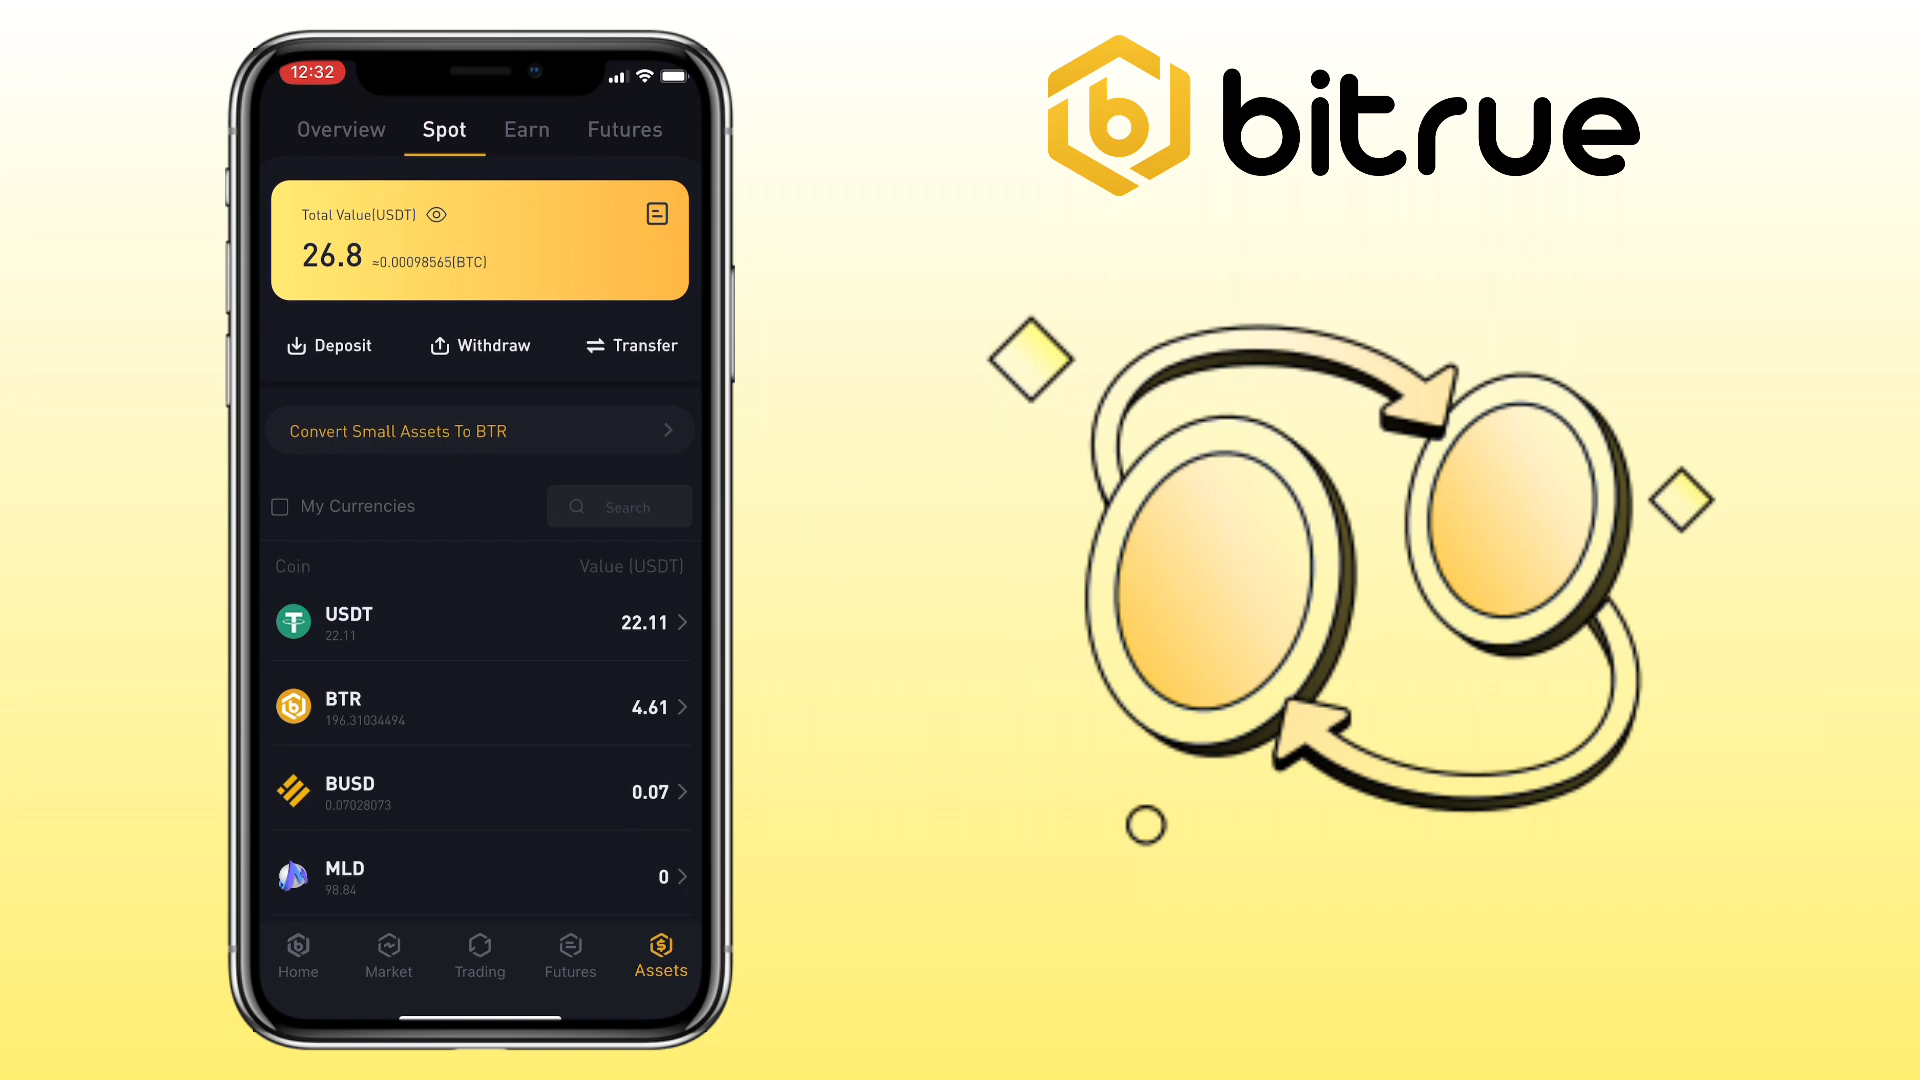 12:32
Overview Spot Earn Futures
Total Value(USDT)
26.8 ≈0.00098565(BTC)
Deposit Withdraw Transfer
Convert Small Assets To BTR
My Currencies Search
Coin Value (USDT)
USDT 22.11
22.11
BTR 4.61
196.31034494
BUSD 0.07
0.07028073
MLD 0
98.84
Home Market Trading Futures Assets
bitrue